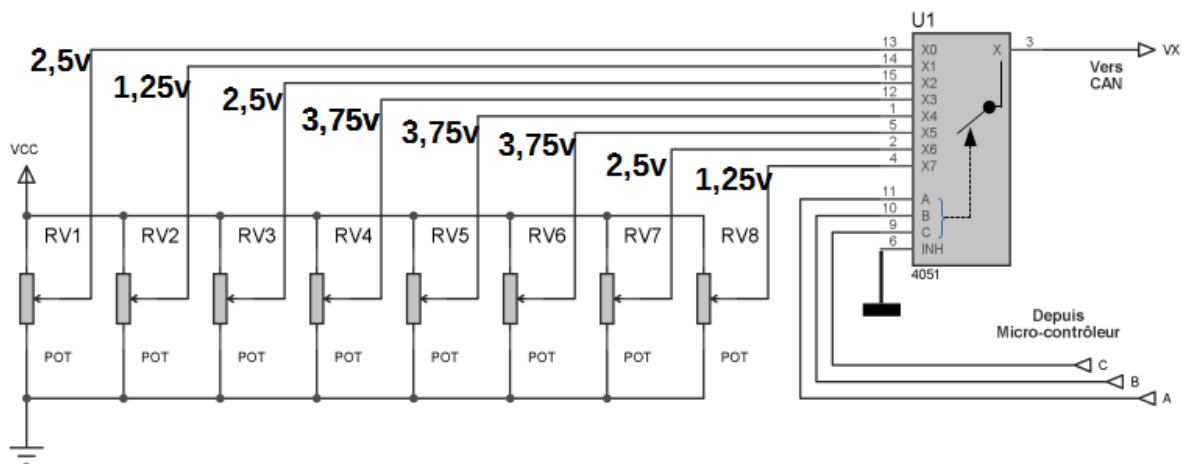 U1
13 X0 X 3 VX
14 X1
15 X2
12 X3
1 X4
5 X5
2 X6
4 X7
11 A
10 B
9 C
6 INH
4051
Vers
CAN
2,5v
1,25v
2,5v
3,75v
3,75v
3,75v
2,5v
1,25v
VCC
RV1 RV2 RV3 RV4 RV5 RV6 RV7 RV8
POT POT POT POT POT POT POT POT
Depuis
Micro-contrôleur
C
B
A